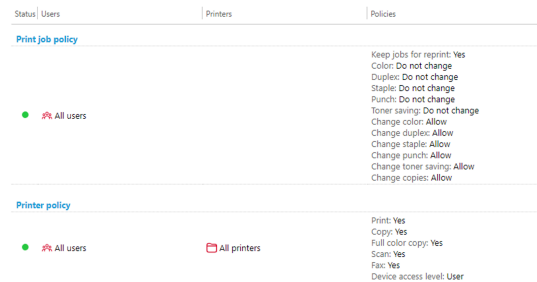 Status Users Printers Policies
Print job policy
Keep jobs for reprint: Yes
Color: Do not change
Duplex: Do not change
Staple: Do not change
Punch: Do not change
Toner saving: Do not change
All users
Change color: Allow
Change duplex: Allow
Change staple: Allow
Change punch: Allow
Change toner saving: Allow
Change copies: Allow
Printer policy
Print: Yes
Copy: Yes
Full color copy: Yes
All users All printers
Scan: Yes
Fax: Yes
Device access level: User